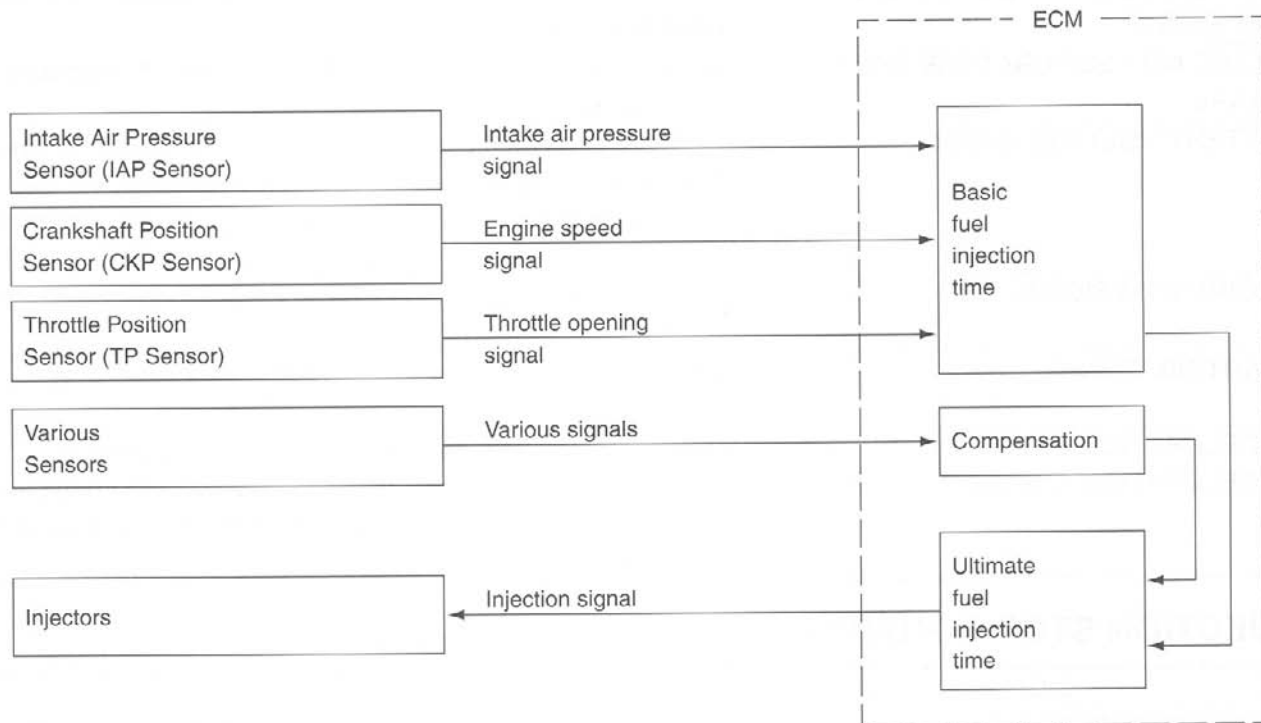 ECM
Intake Air Pressure
Sensor (IAP Sensor)
Intake air pressure
signal
Crankshaft Position
Sensor (CKP Sensor)
Engine speed
signal
Throttle Position
Sensor (TP Sensor)
Throttle opening
signal
Basic
fuel
injection
time
Various
Sensors
Various signals
Compensation
Injectors
Injection signal
Ultimate
fuel
injection
time